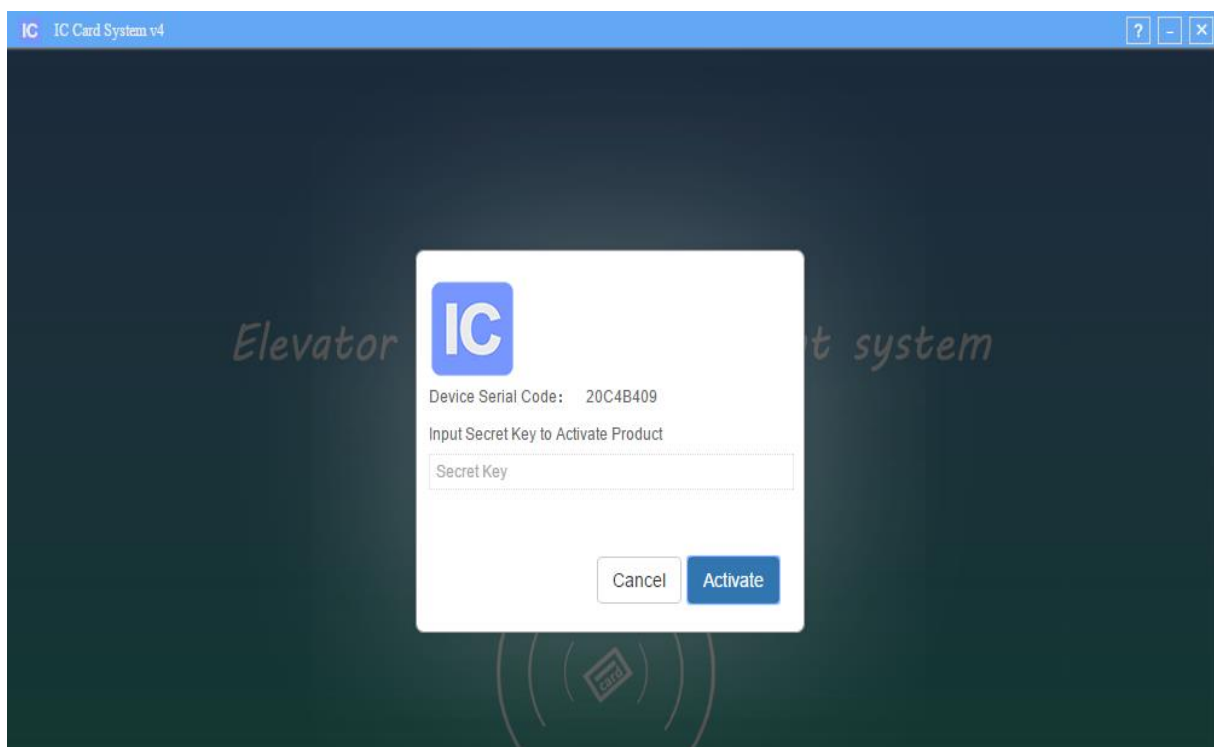 IC IC Card System v4 ? - ×
IC
Elevator t system
Device Serial Code: 20C4B409
Input Secret Key to Activate Product
Secret Key
Cancel Activate
card